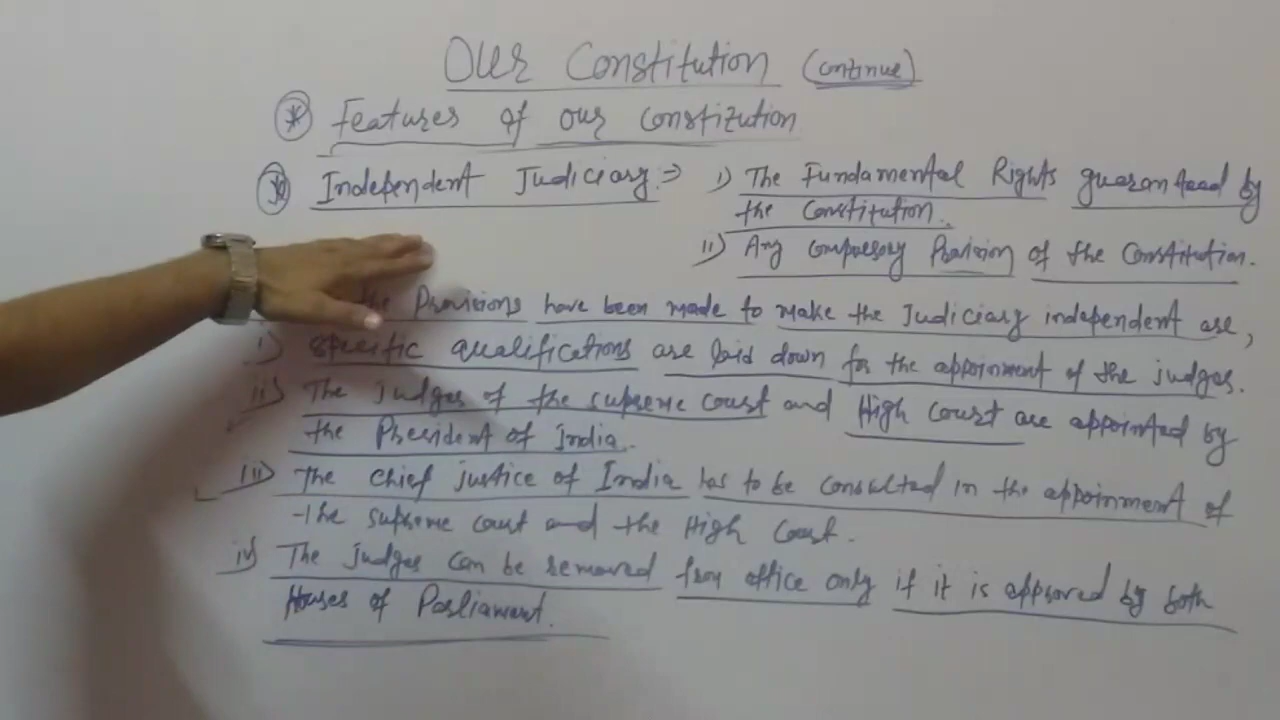 Our Constitution (continue)
* Features of our constitution
* Independent Judiciary :⇒ i) The Fundamental Rights guaranteed by
the Constitution.
ii) Any Compulsory Provision of the Constitution.
the Provisions have been made to make the Judiciary independent are,
i) specific qualifications are laid down for the appoinment of the judges.
ii) The judges of the supreme court and High Court are appointed by
the President of India.
iii) The Chief justice of India has to be consulted in the appoinment of
the supreme court and the High Court.
iv) The judges can be removed from office only if it is approved by both
Houses of Parliament.